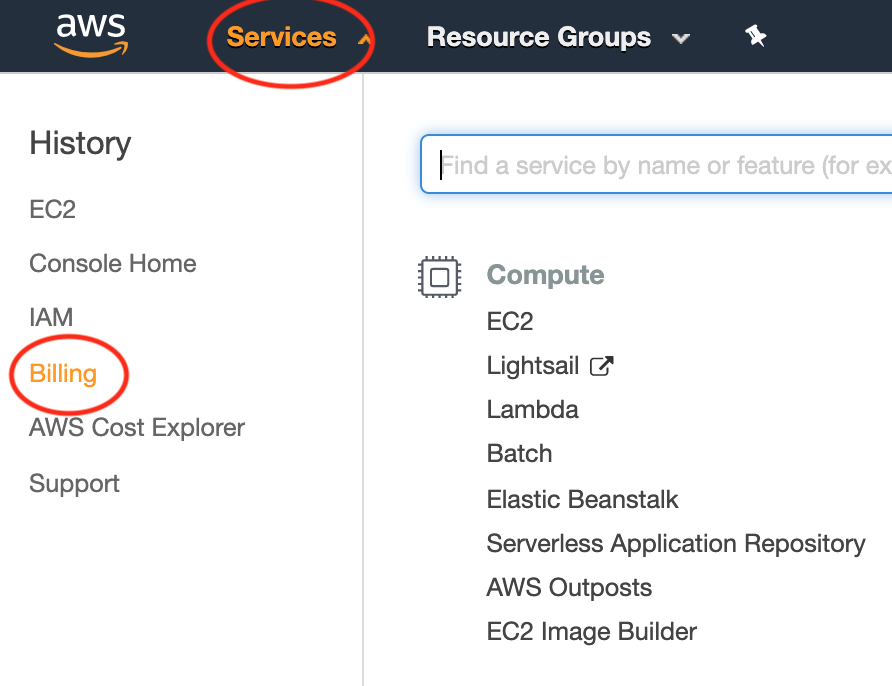 aws
Services
Resource Groups
History
EC2
Console Home
IAM
Billing
AWS Cost Explorer
Support
Find a service by name or feature (for ex
Compute
EC2
Lightsail
Lambda
Batch
Elastic Beanstalk
Serverless Application Repository
AWS Outposts
EC2 Image Builder